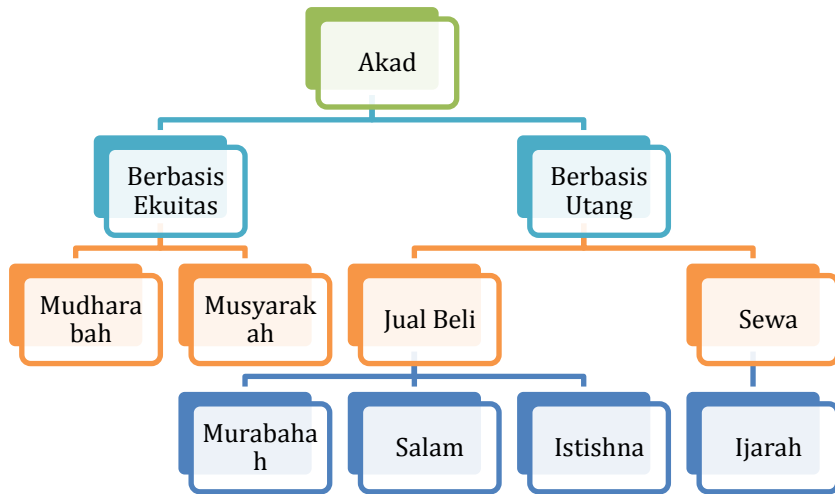 Akad
Berbasis
Ekuitas
Berbasis
Utang
Mudhara
bah
Musyarak
ah
Jual Beli
Sewa
Murabaha
h
Salam
Istishna
Ijarah